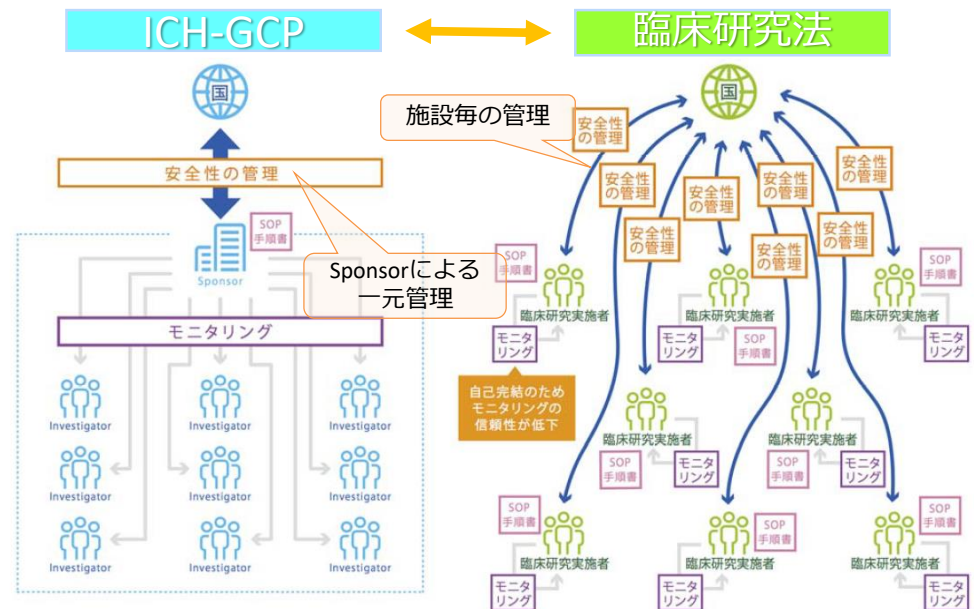 ICH-GCP
臨床研究法
国
安全性の管理
SOP
手順書
Sponsor
Sponsorによる
一元管理
モニタリング
Investigator
Investigator
Investigator
Investigator
Investigator
Investigator
Investigator
Investigator
Investigator
国
施設毎の管理
安全性
の管理
安全性
の管理
安全性
の管理
安全性
の管理
安全性
の管理
安全性
の管理
安全性
の管理
安全性
の管理
SOP
手順書
臨床研究実施者
モニタ
リング
自己完結のため
モニタリングの
信頼性が低下
臨床研究実施者
モニタ
リング
SOP
手順書
SOP
手順書
臨床研究実施者
モニタ
リング
臨床研究実施者
SOP
手順書
モニタ
リング
臨床研究実施者
SOP
手順書
モニタ
リング
SOP
手順書
臨床研究実施者
モニタ
リング
SOP
手順書
臨床研究実施者
モニタ
リング
SOP
手順書
臨床研究実施者
モニタ
リング